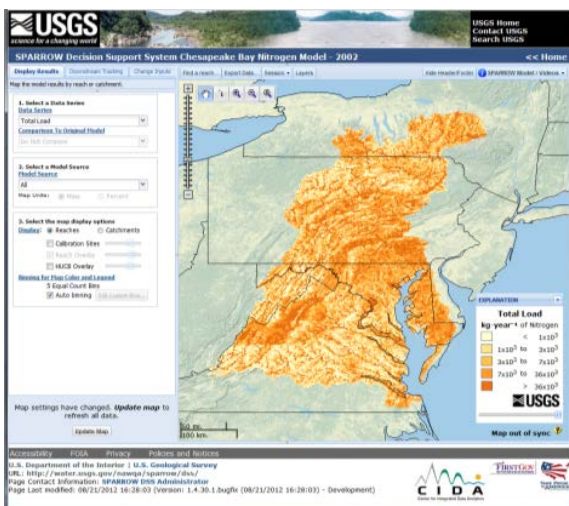 USGS
science for a changing world
USGS Home
Contact USGS
Search USGS
SPARROW Decision Support System Chesapeake Bay Nitrogen Model - 2002
<< Home
Display Results
Downstream Tracking
Change Inputs
Find a reach...
Export Data...
Session
Layers
Hide Header/Footer
SPARROW Model / Videos
Map the model results by reach or catchment.
1. Select a Data Series
Data Series
Total Load
Comparison To Original Model
Do Not Compare
2. Select a Model Source
Model Source
All
Map Units: Mass Percent
3. Select the map display options
Display: Reaches Catchments
Calibration Sites
Reach Overlay
HUC8 Overlay
Binning for Map Color and Legend
5 Equal Count Bins
Auto binning
Map settings have changed. Update map to
refresh all data.
Update Map
50 mi.
100 km.
EXPLANATION
Total Load
kg·year⁻¹ of Nitrogen
< 1x10³
1x10³ to 3x10³
3x10³ to 7x10³
7x10³ to 36x10³
> 36x10³
USGS
Map out of sync
Accessibility FOIA Privacy Policies and Notices
U.S. Department of the Interior | U.S. Geological Survey
URL: http://water.usgs.gov/nawqa/sparrow/dss/
Page Contact Information: SPARROW DSS Administrator
Page Last modified: 08/21/2012 16:28:03 (Version: 1.4.30.1.bugfix (08/21/2012 16:28:03) - Development)
CIDA
Center for Integrated Data Analytics
FIRSTGOV